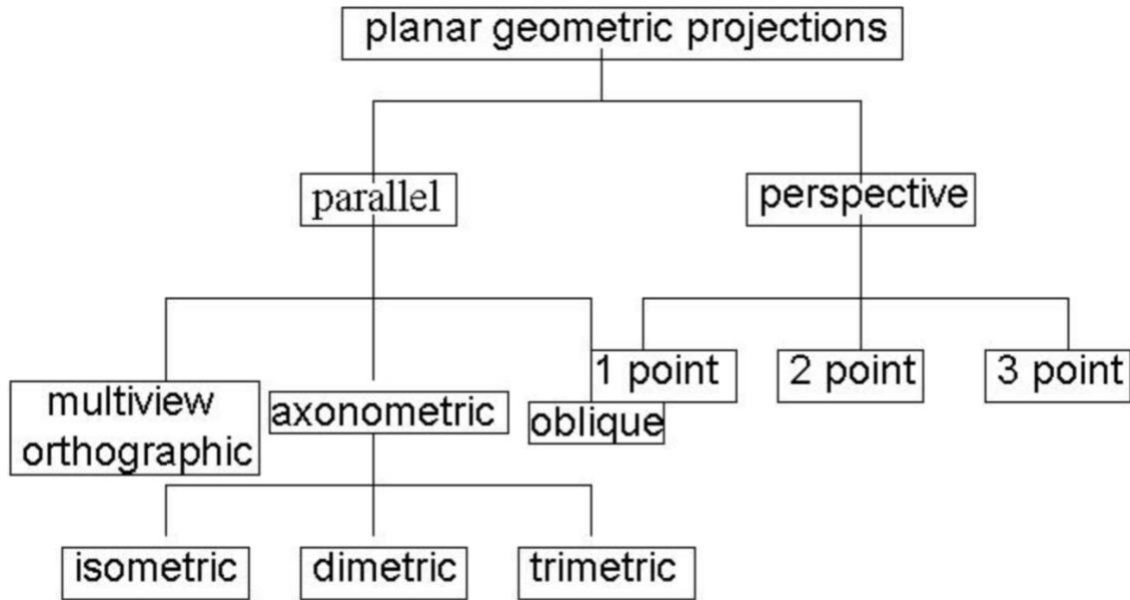 planar geometric projections
parallel
perspective
1 point
2 point
3 point
multiview
orthographic
axonometric
oblique
isometric
dimetric
trimetric